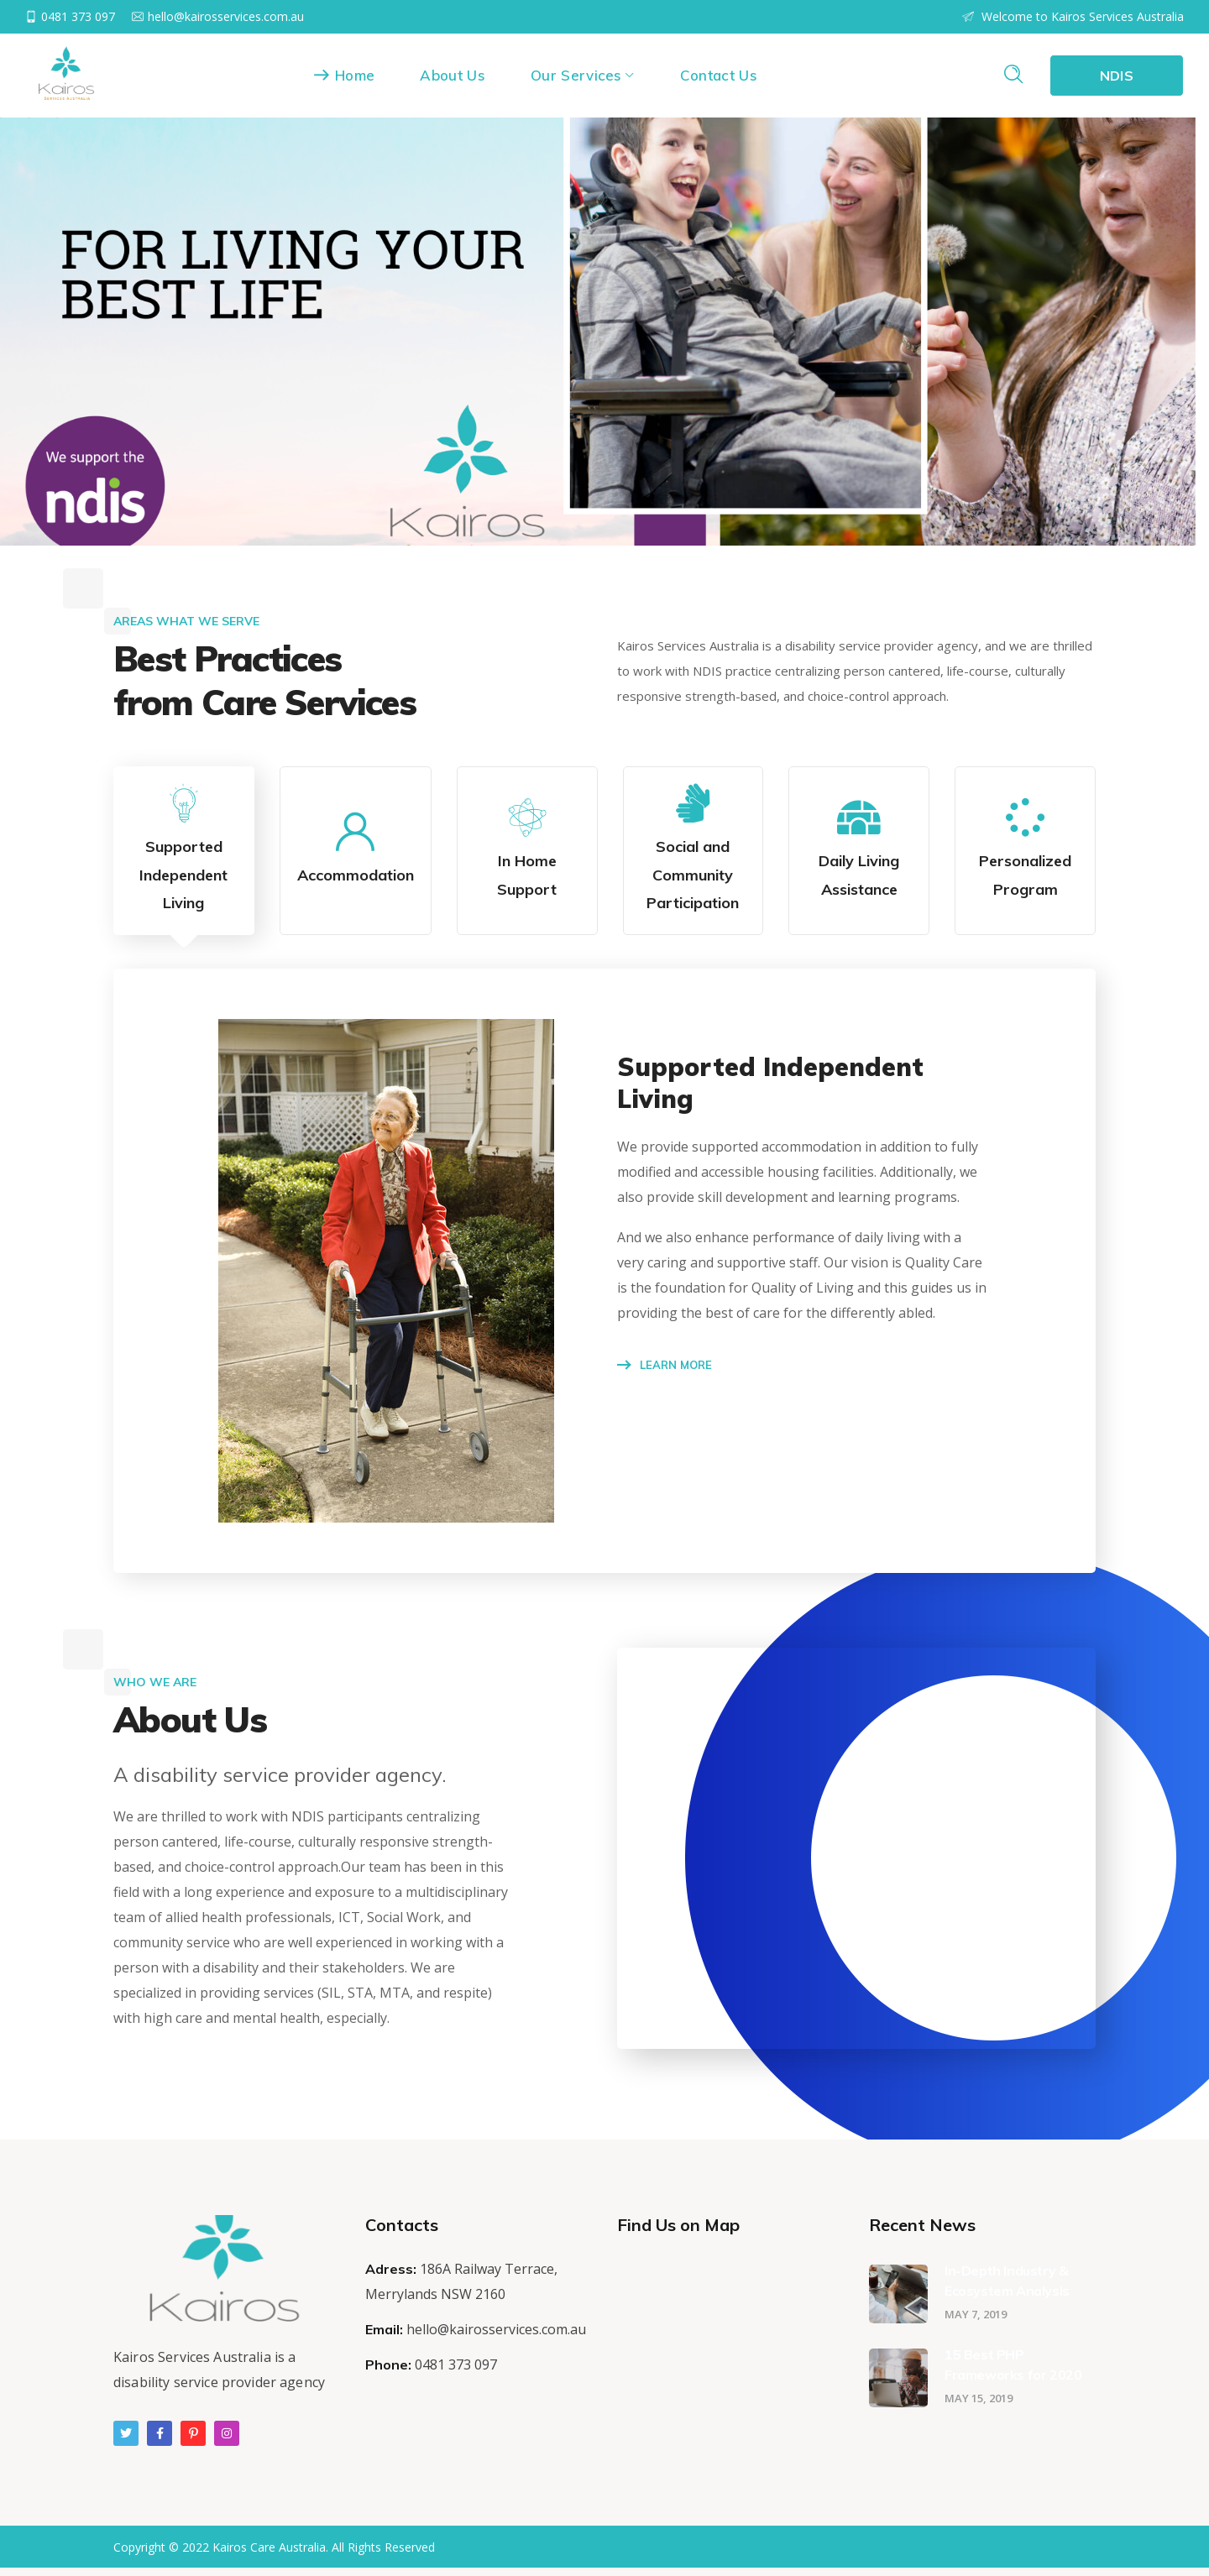 0481 373 097 hello@kairosservices.com.au Welcome to Kairos Services Australia
Kairos
SERVICES AUSTRALIA
Home About Us Our Services Contact Us NDIS
FOR LIVING YOUR
BEST LIFE
We support the
ndis
Kairos
AREAS WHAT WE SERVE
Best Practices
from Care Services
Kairos Services Australia is a disability service provider agency, and we are thrilled
to work with NDIS practice centralizing person cantered, life-course, culturally
responsive strength-based, and choice-control approach.
Supported
Independent
Living
Accommodation
In Home
Support
Social and
Community
Participation
Daily Living
Assistance
Personalized
Program
Supported Independent
Living
We provide supported accommodation in addition to fully
modified and accessible housing facilities. Additionally, we
also provide skill development and learning programs.
And we also enhance performance of daily living with a
very caring and supportive staff. Our vision is Quality Care
is the foundation for Quality of Living and this guides us in
providing the best of care for the differently abled.
LEARN MORE
WHO WE ARE
About Us
A disability service provider agency.
We are thrilled to work with NDIS participants centralizing
person cantered, life-course, culturally responsive strength-
based, and choice-control approach.Our team has been in this
field with a long experience and exposure to a multidisciplinary
team of allied health professionals, ICT, Social Work, and
community service who are well experienced in working with a
person with a disability and their stakeholders. We are
specialized in providing services (SIL, STA, MTA, and respite)
with high care and mental health, especially.
Kairos
Kairos Services Australia is a
disability service provider agency
Contacts
Adress: 186A Railway Terrace,
Merrylands NSW 2160
Email: hello@kairosservices.com.au
Phone: 0481 373 097
Find Us on Map
Recent News
In-Depth Industry &
Ecosystem Analysis
MAY 7, 2019
15 Best PHP
Frameworks for 2020
MAY 15, 2019
Copyright © 2022 Kairos Care Australia. All Rights Reserved